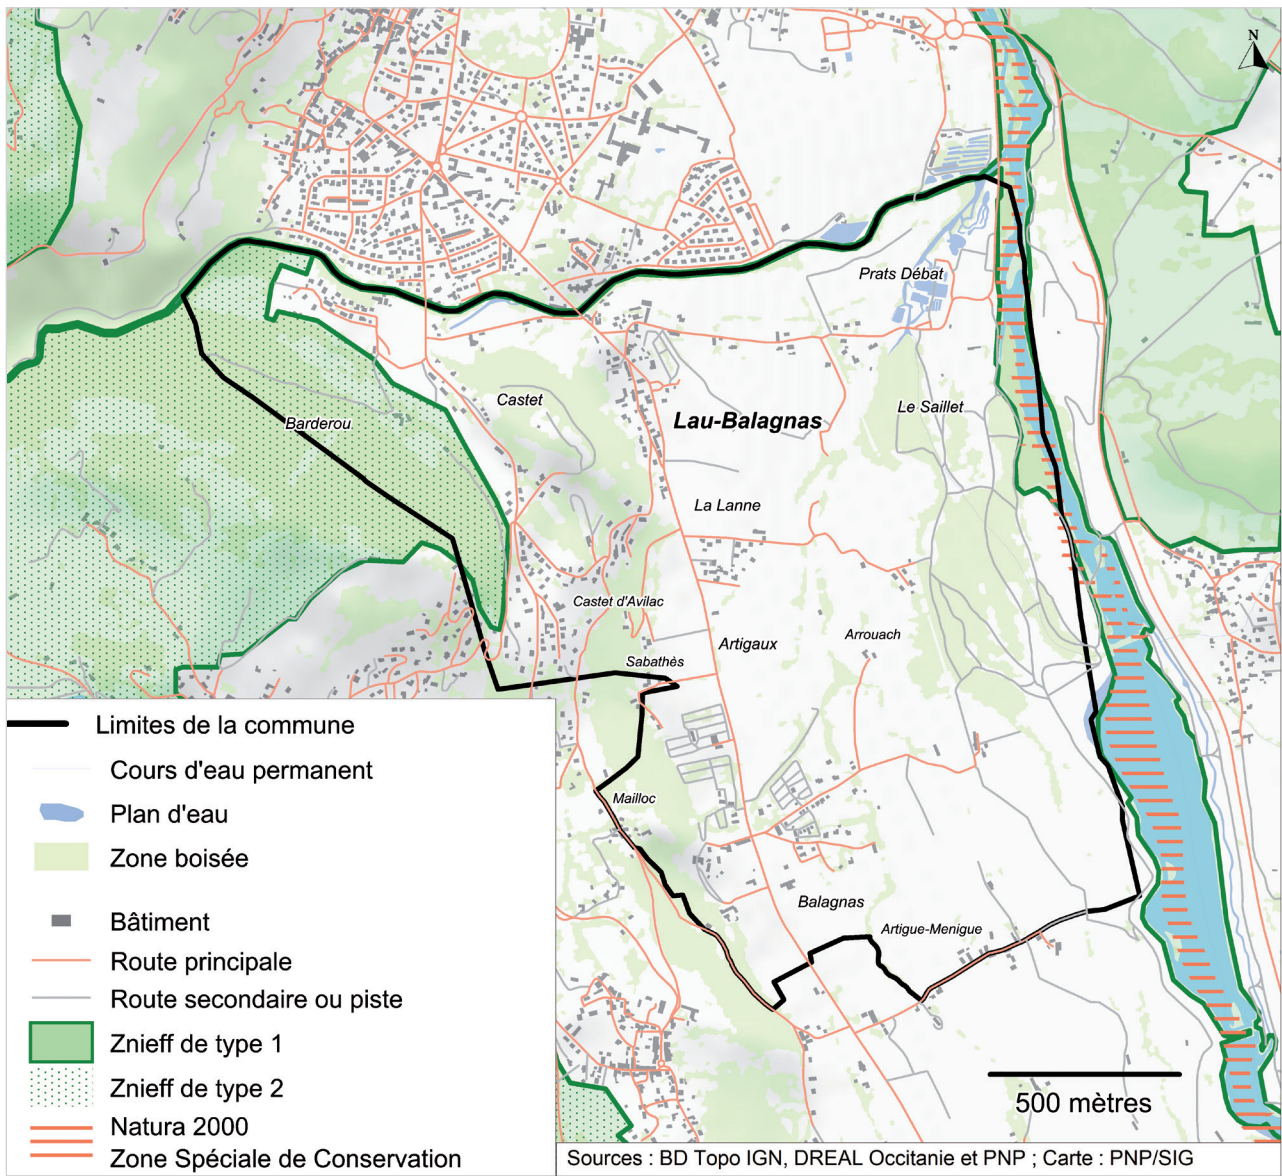 N
Prats Débat
Barderou
Castet
Lau-Balagnas
Le Saillet
La Lanne
Castet d'Avilac
Artigaux
Arrouach
Sabathès
Mailloc
Balagnas
Artigue-Menigue
Limites de la commune
Cours d'eau permanent
Plan d'eau
Zone boisée
Bâtiment
Route principale
Route secondaire ou piste
Znieff de type 1
Znieff de type 2
Natura 2000
Zone Spéciale de Conservation
500 mètres
Sources : BD Topo IGN, DREAL Occitanie et PNP ; Carte : PNP/SIG